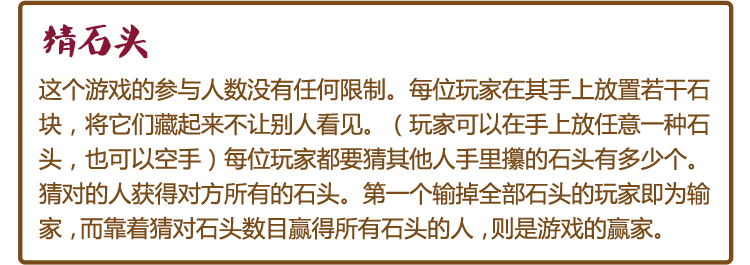 猜石头
这个游戏的参与人数没有任何限制。每位玩家在其手上放置若干石
块，将它们藏起来不让别人看见。（玩家可以在手上放任意一种石
头，也可以空手）每位玩家都要猜其他人手里攥的石头有多少个。
猜对的人获得对方所有的石头。第一个输掉全部石头的玩家即为输
家，而靠着猜对石头数目赢得所有石头的人，则是游戏的赢家。